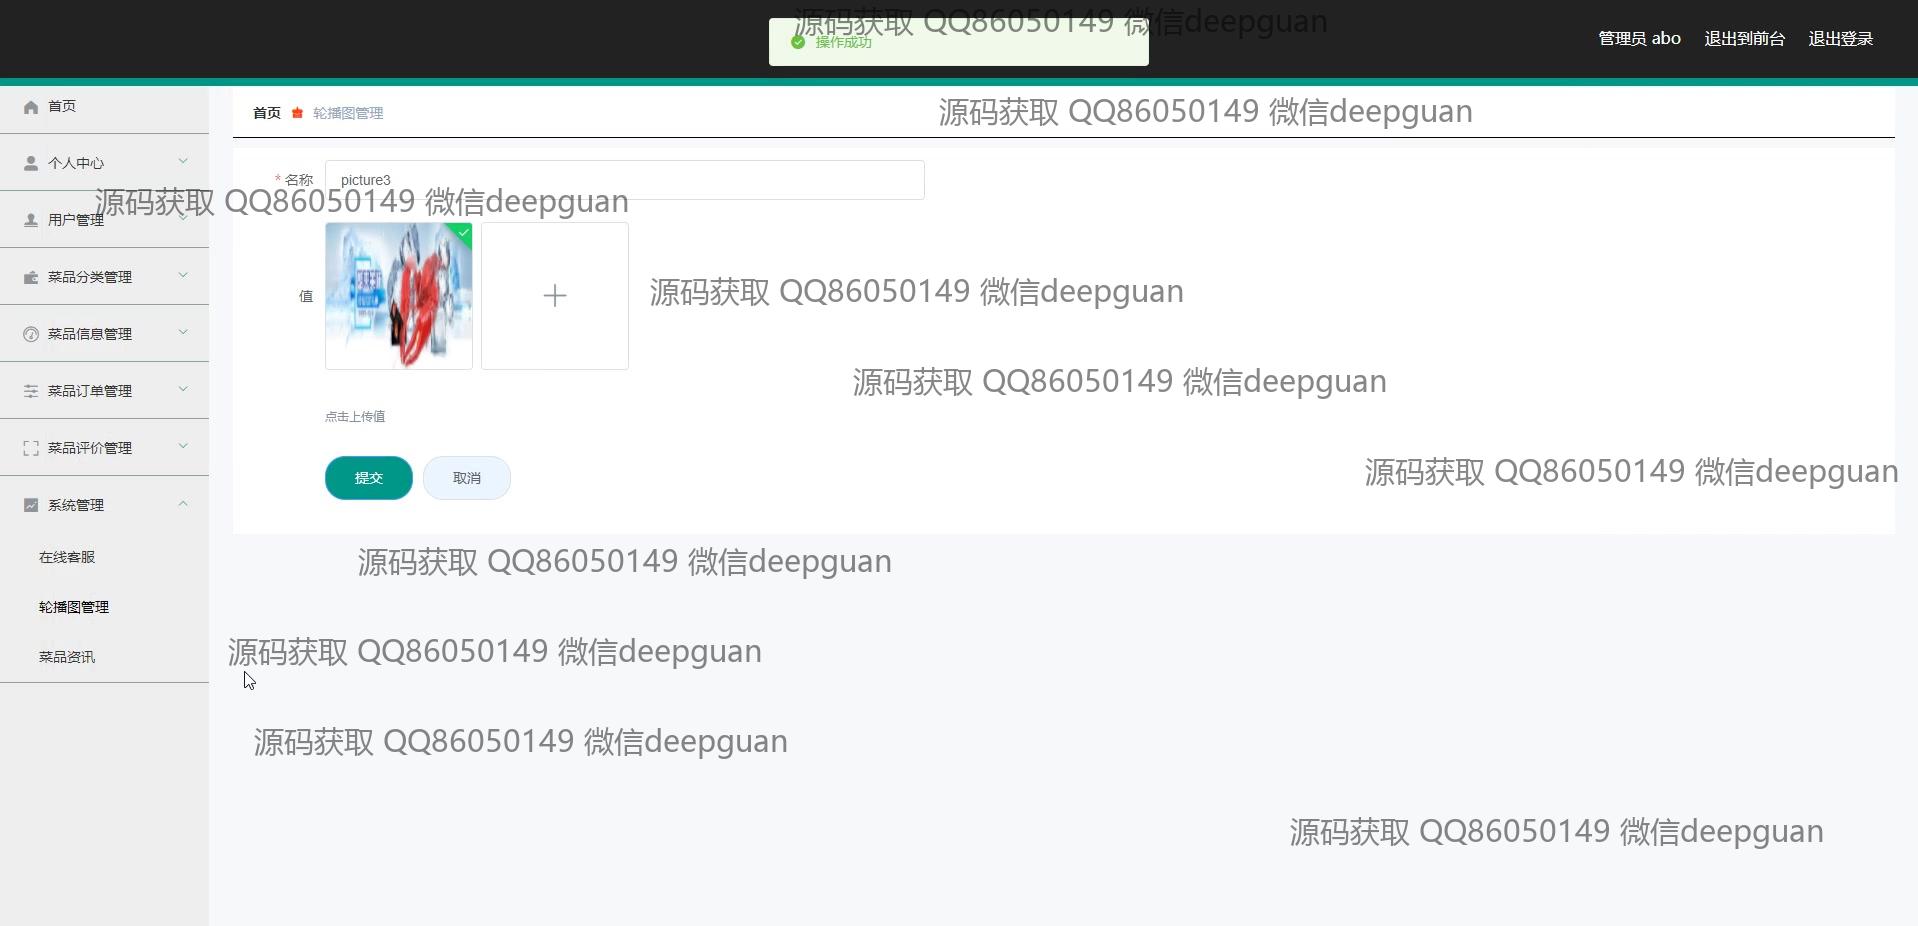 源码获取 QQ86050149 微信deepguan
操作成功
管理员 abo
退出到前台
退出登录
首页
个人中心
用户管理
菜品分类管理
菜品信息管理
菜品订单管理
菜品评价管理
系统管理
在线客服
轮播图管理
菜品资讯
首页 轮播图管理
源码获取 QQ86050149 微信deepguan
* 名称
picture3
源码获取 QQ86050149 微信deepguan
值
源码获取 QQ86050149 微信deepguan
源码获取 QQ86050149 微信deepguan
点击上传值
提交
取消
源码获取 QQ86050149 微信deepguan
源码获取 QQ86050149 微信deepguan
源码获取 QQ86050149 微信deepguan
源码获取 QQ86050149 微信deepguan
源码获取 QQ86050149 微信deepguan